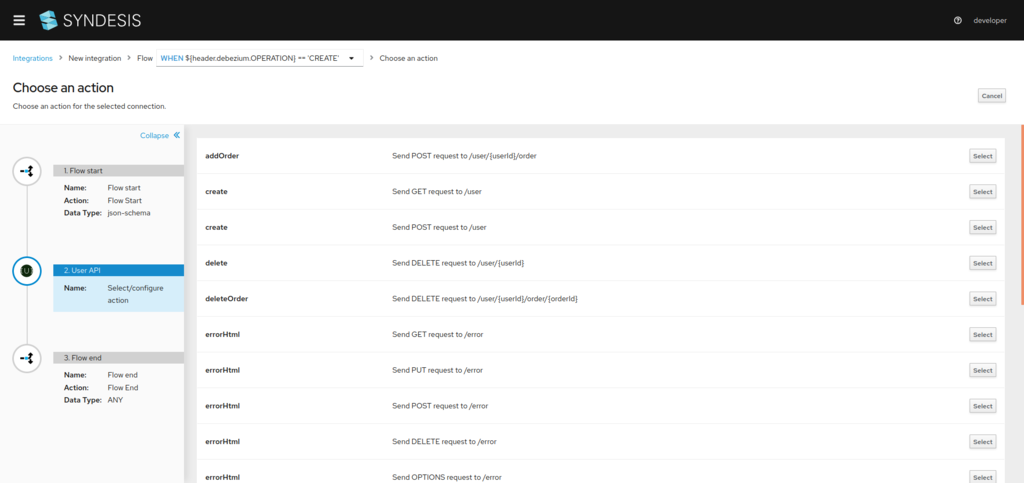 SYNDESIS
developer
Integrations > New integration > Flow WHEN ${header.debezium.OPERATION} == 'CREATE' > Choose an action
Choose an action
Choose an action for the selected connection.
Cancel
Collapse
1. Flow start
Name: Flow start
Action: Flow Start
Data Type: json-schema
2. User API
Name: Select/configure
action
3. Flow end
Name: Flow end
Action: Flow End
Data Type: ANY
addOrder Send POST request to /user/{userId}/order Select
create Send GET request to /user Select
create Send POST request to /user Select
delete Send DELETE request to /user/{userId} Select
deleteOrder Send DELETE request to /user/{userId}/order/{orderId} Select
errorHtml Send GET request to /error Select
errorHtml Send PUT request to /error Select
errorHtml Send POST request to /error Select
errorHtml Send DELETE request to /error Select
errorHtml Send OPTIONS request to /error Select